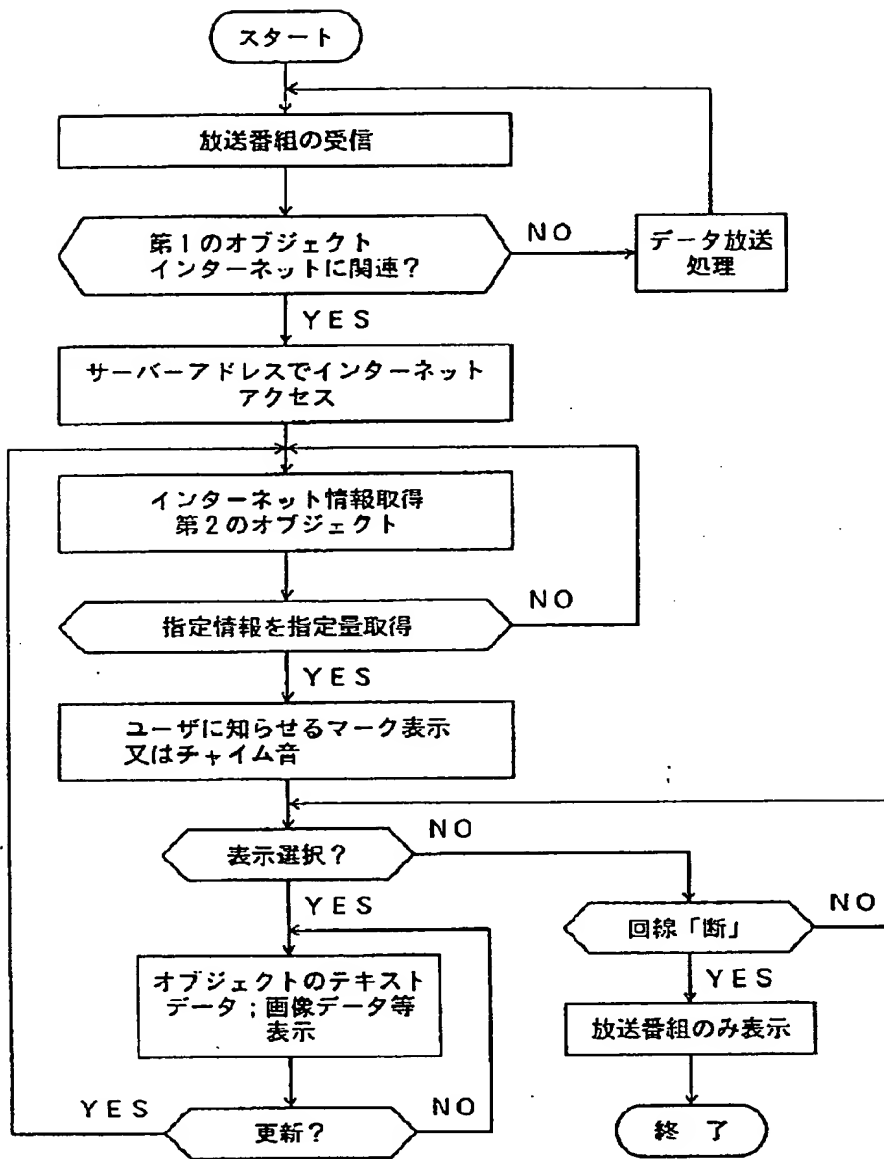 スタート
放送番組の受信
第1のオブジェクト
インターネットに関連?
NO
データ放送
処理
YES
サーバーアドレスでインターネット
アクセス
インターネット情報取得
第2のオブジェクト
指定情報を指定量取得
NO
YES
ユーザに知らせるマーク表示
又はチャイム音
表示選択?
NO
YES
回線「断」
NO
YES
オブジェクトのテキスト
データ;画像データ等
表示
放送番組のみ表示
更新?
YES
NO
終了